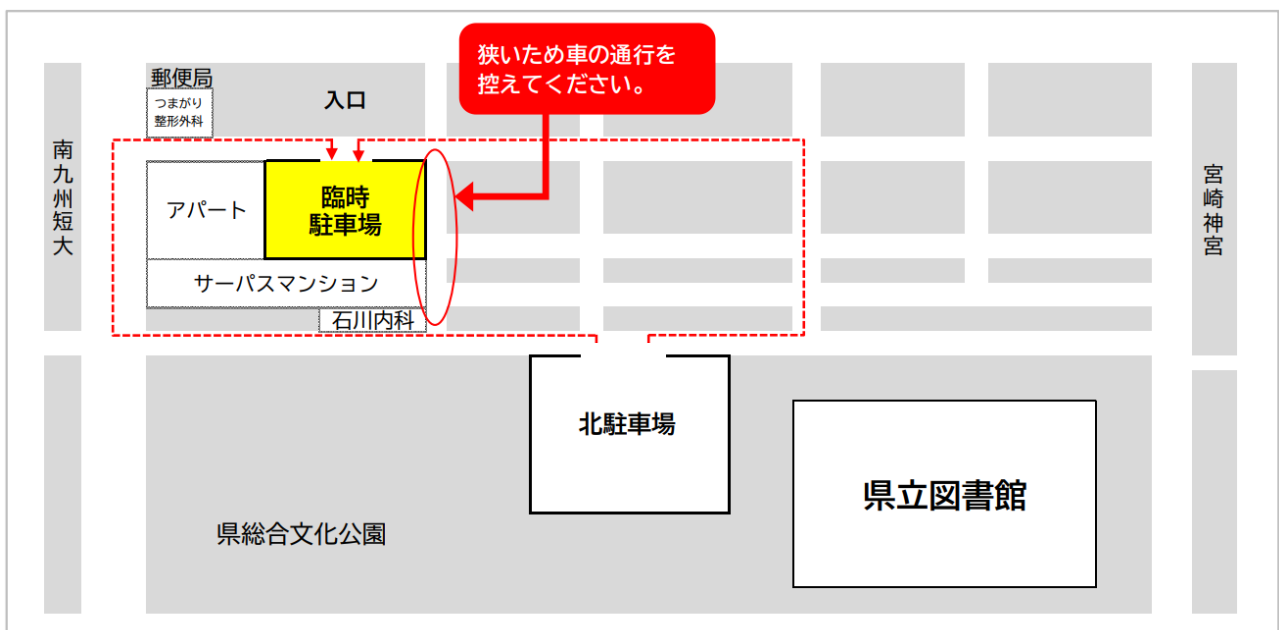 狭いため車の通行を
控えてください。
郵便局
つまがり
整形外科
入口
南九州短大
宮崎神宮
アパート
臨時
駐車場
サーパスマンション
石川内科
北駐車場
県立図書館
県総合文化公園